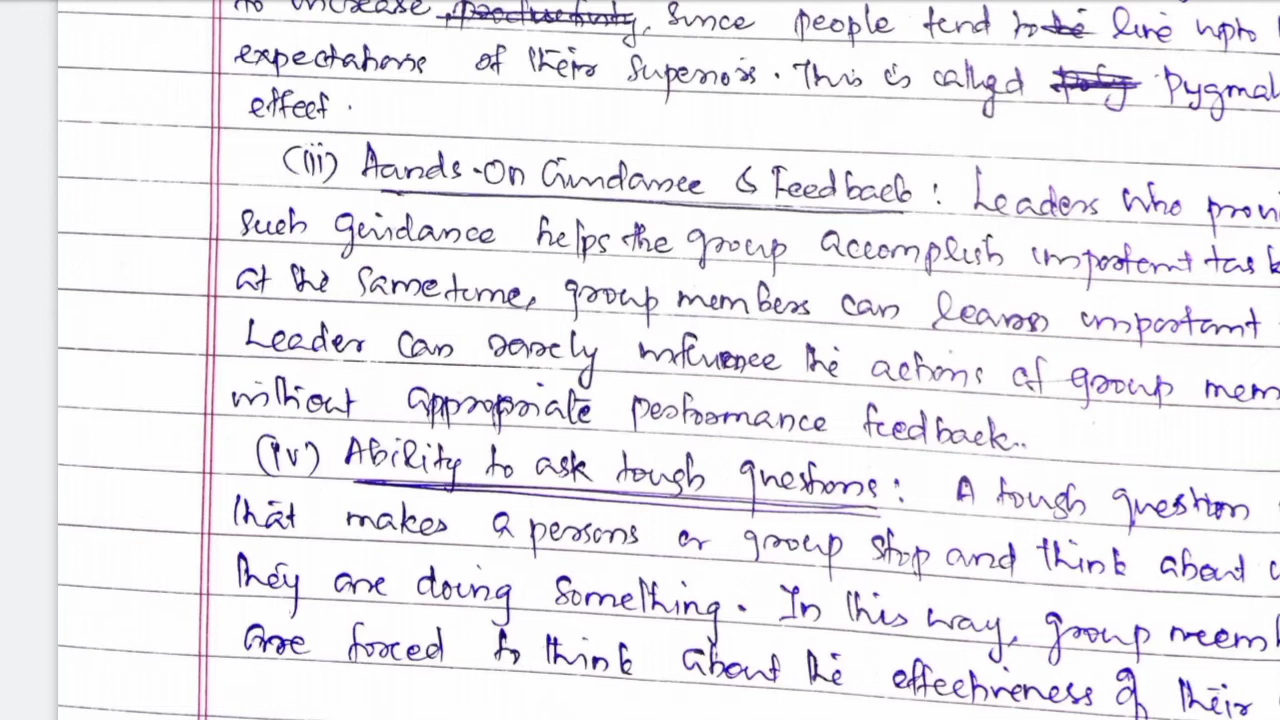 to increase productivity, since people tend to be live upto
expectations of their superiors. This is called Pygmal
effect.
(iii) Hands-On Guidance & Feedback: Leaders who provi
such guidance helps the group accomplish important task
at the same time, group members can learn important
Leader can rarely influence the actions of group mem
without appropriate performance feedback..
(iv) Ability to ask tough questions: A tough question
that makes a persons or group stop and think about
they are doing something. In this way, group meemb
are forced to think about the effectiveness of their